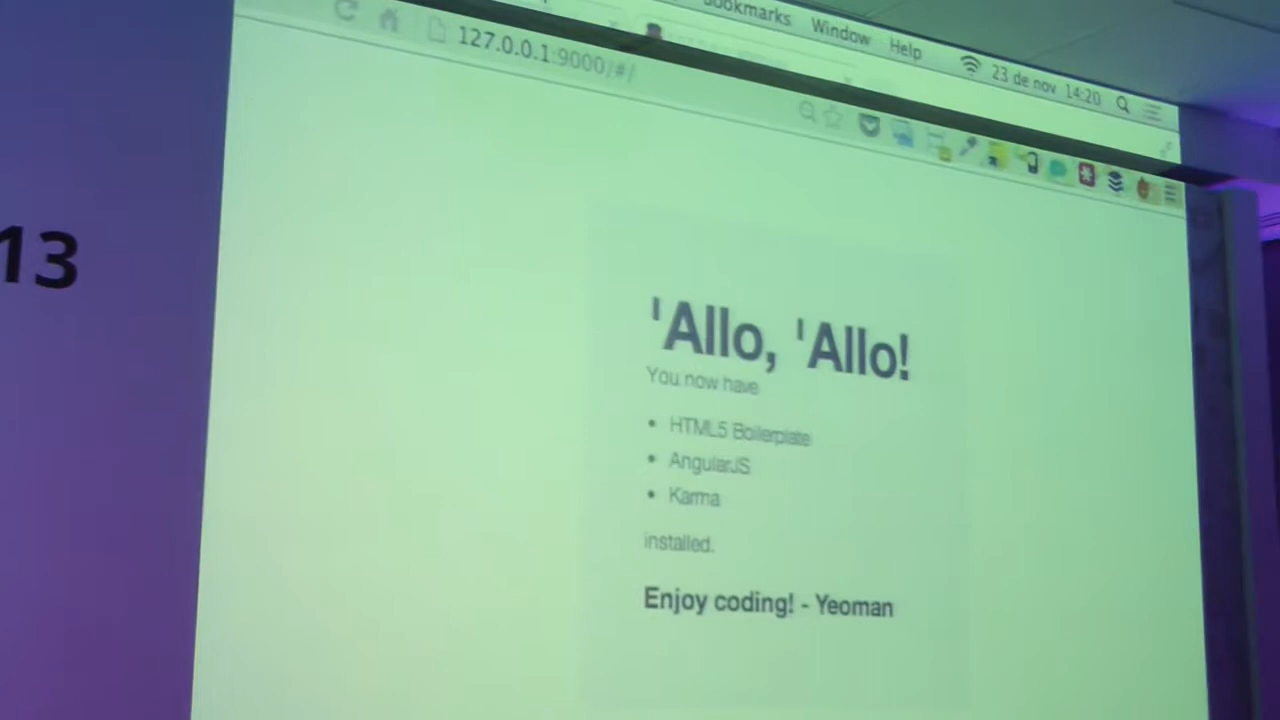 Bookmarks Window Help 23 de nov 14:20
127.0.0.1:9000/#/
13
'Allo, 'Allo!
You now have
• HTML5 Boilerplate
• AngularJS
• Karma
installed.
Enjoy coding! - Yeoman